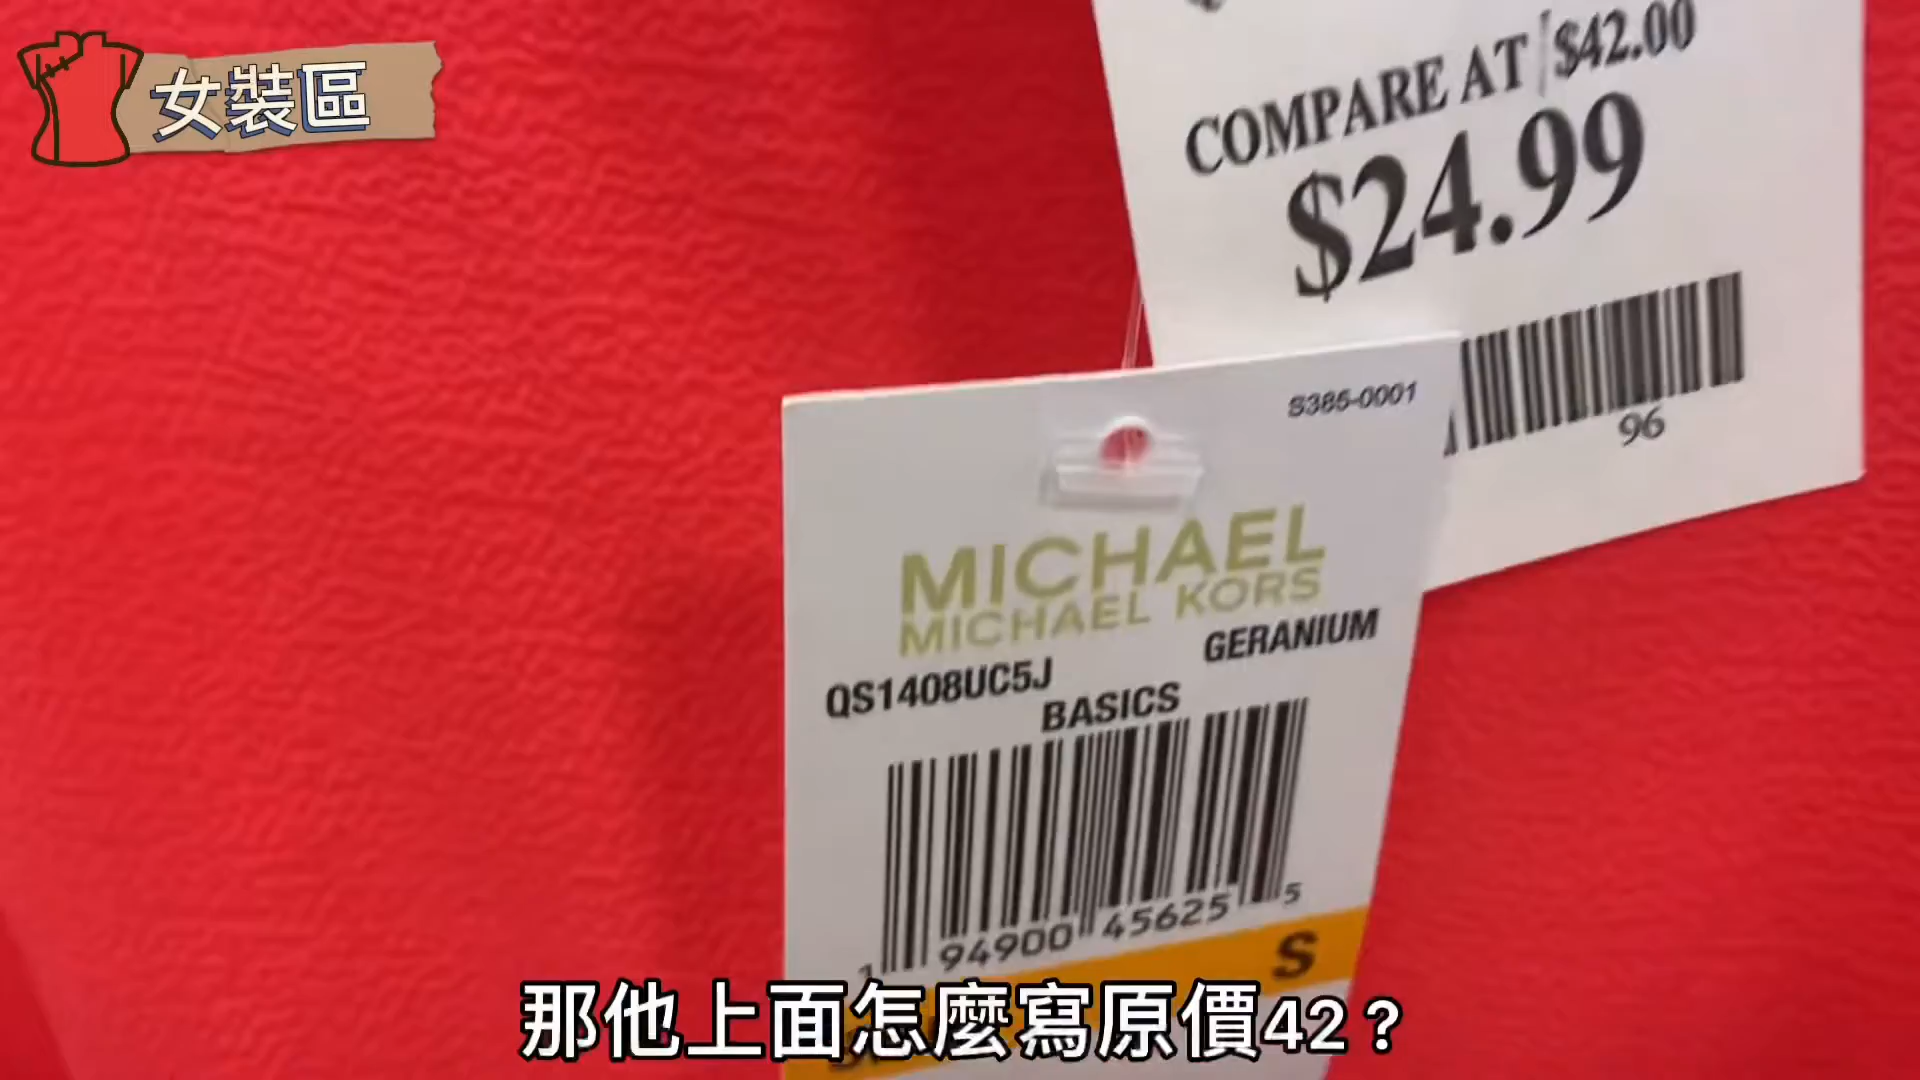 女裝區
COMPARE AT $42.00
$24.99
96
S385-0001
MICHAEL
MICHAEL KORS
GERANIUM
QS1408UC5J
BASICS
1 94900 45625 5
S
那他上面怎麼寫原價42？